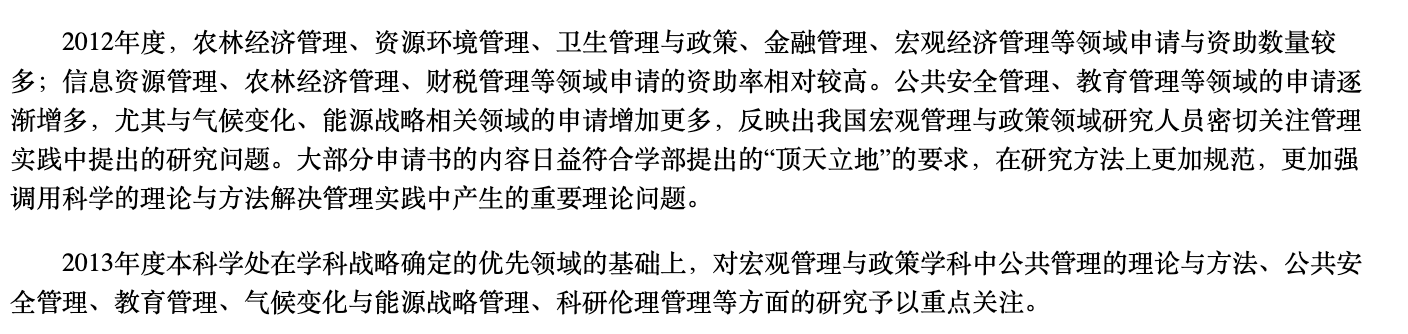 2012年度，农林经济管理、资源环境管理、卫生管理与政策、金融管理、宏观经济管理等领域申请与资助数量较
多；信息资源管理、农林经济管理、财税管理等领域申请的资助率相对较高。公共安全管理、教育管理等领域的申请逐
渐增多，尤其与气候变化、能源战略相关领域的申请增加更多，反映出我国宏观管理与政策领域研究人员密切关注管理
实践中提出的研究问题。大部分申请书的内容日益符合学部提出的“顶天立地”的要求，在研究方法上更加规范，更加强
调用科学的理论与方法解决管理实践中产生的重要理论问题。
2013年度本科学处在学科战略确定的优先领域的基础上，对宏观管理与政策学科中公共管理的理论与方法、公共安
全管理、教育管理、气候变化与能源战略管理、科研伦理管理等方面的研究予以重点关注。